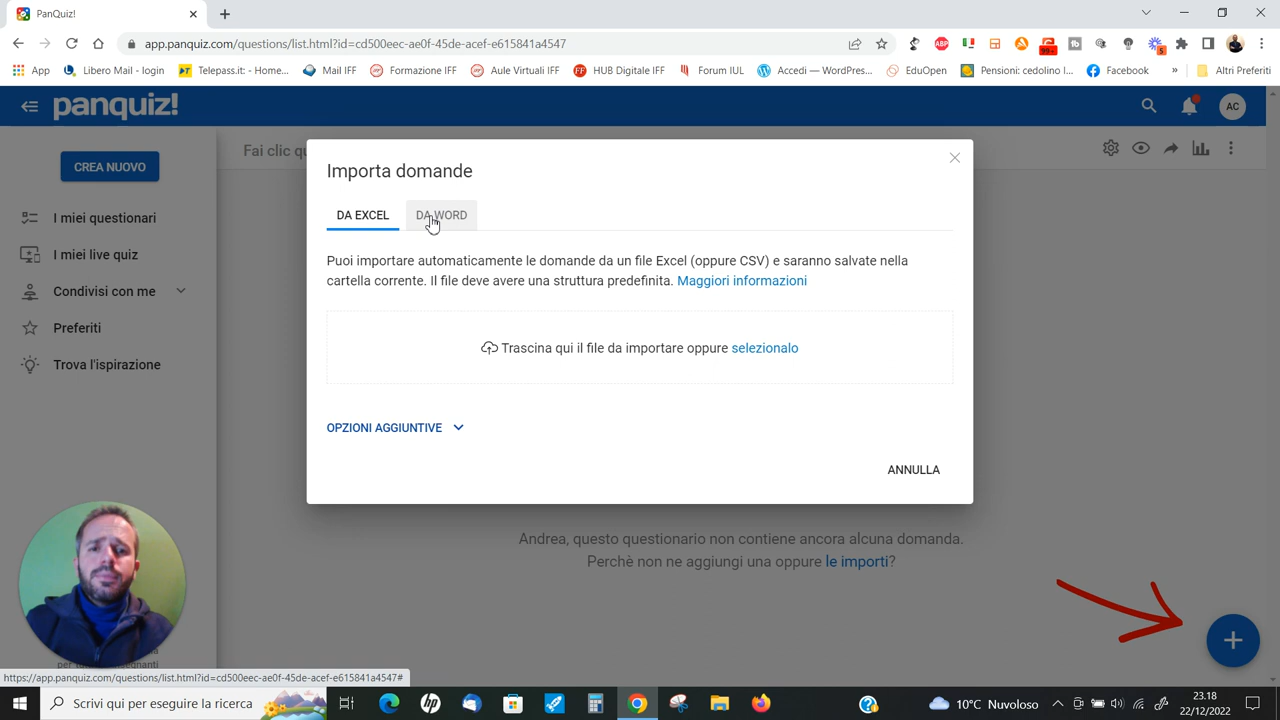 PanQuiz!
app.panquiz.com/questions/list.html?id=cd500eec-ae0f-45de-acef-e615841a4547
ABP
99+
5
App
Libero Mail - login
Telepass.it: - Home...
Mail IFF
Formazione IFF
Aule Virtuali IFF
HUB Digitale IFF
Forum IUL
Accedi — WordPres...
EduOpen
Pensioni: cedolino I...
Facebook
»
Altri Preferiti
panquiz!
AC
CREA NUOVO
Fai clic qu
I miei questionari
I miei live quiz
Condivisi con me
Preferiti
Trova l'ispirazione
Importa domande
DA EXCEL
DA WORD
Puoi importare automaticamente le domande da un file Excel (oppure CSV) e saranno salvate nella
cartella corrente. Il file deve avere una struttura predefinita. Maggiori informazioni
Trascina qui il file da importare oppure selezionalo
OPZIONI AGGIUNTIVE
ANNULLA
Andrea, questo questionario non contiene ancora alcuna domanda.
Perchè non ne aggiungi una oppure le importi?
https://app.panquiz.com/questions/list.html?id=cd500eec-ae0f-45de-acef-e615841a4547#
Scrivi qui per eseguire la ricerca
10°C Nuvoloso
23.18
22/12/2022